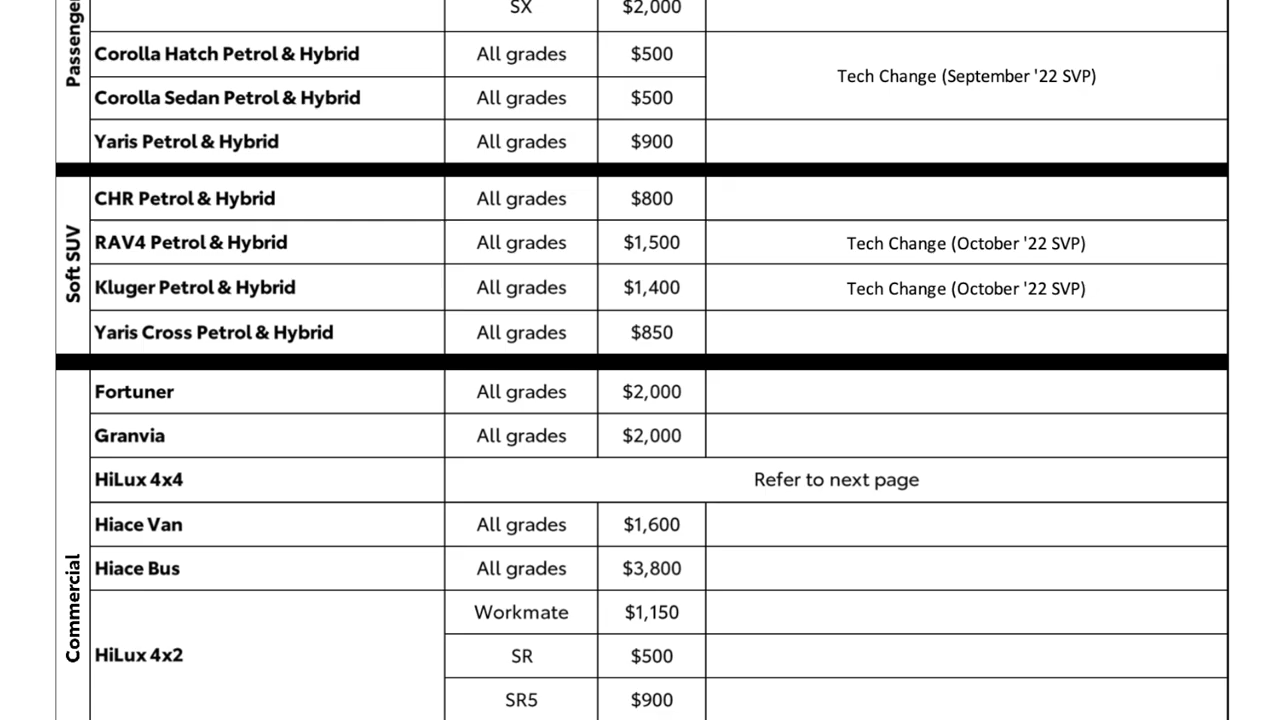 Passenger
SX $2,000
Corolla Hatch Petrol & Hybrid All grades $500
Tech Change (September '22 SVP)
Corolla Sedan Petrol & Hybrid All grades $500
Yaris Petrol & Hybrid All grades $900
Soft SUV
CHR Petrol & Hybrid All grades $800
RAV4 Petrol & Hybrid All grades $1,500 Tech Change (October '22 SVP)
Kluger Petrol & Hybrid All grades $1,400 Tech Change (October '22 SVP)
Yaris Cross Petrol & Hybrid All grades $850
Commercial
Fortuner All grades $2,000
Granvia All grades $2,000
HiLux 4x4 Refer to next page
Hiace Van All grades $1,600
Hiace Bus All grades $3,800
Workmate $1,150
HiLux 4x2 SR $500
SR5 $900